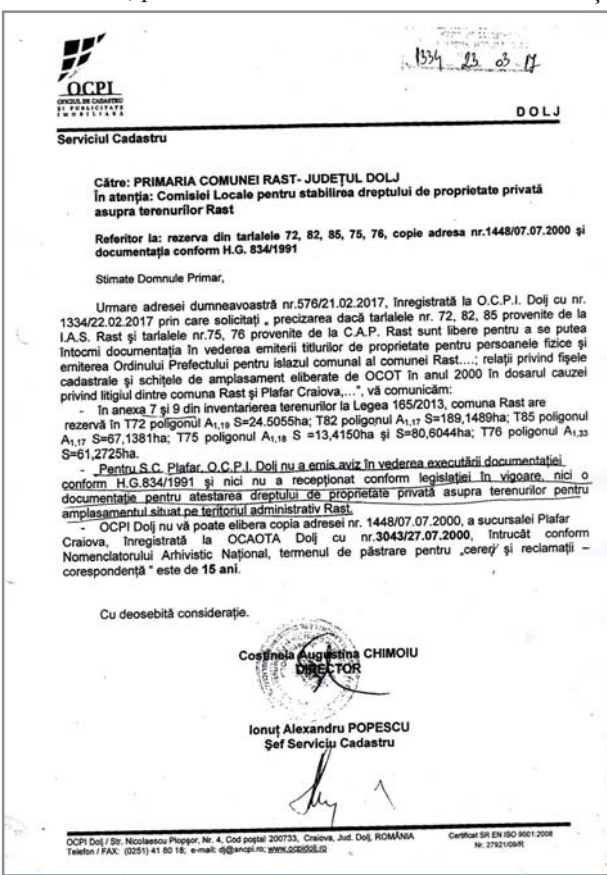 1334 23 03 17
OCPI
OFICIUL DE CADASTRU
ȘI PUBLICITATE
IMOBILIARĂ
DOLJ
Serviciul Cadastru
Către: PRIMARIA COMUNEI RAST- JUDEŢUL DOLJ
În atenţia: Comisiei Locale pentru stabilirea dreptului de proprietate privată
asupra terenurilor Rast
Referitor la: rezerva din tarlalele 72, 82, 85, 75, 76, copie adresa nr.1448/07.07.2000 şi
documentaţia conform H.G. 834/1991
Stimate Domnule Primar,
Urmare adresei dumneavoastră nr.576/21.02.2017, înregistrată la O.C.P.I. Dolj cu nr.
1334/22.02.2017 prin care solicitaţi „ precizarea dacă tarlalele nr. 72, 82, 85 provenite de la
I.A.S. Rast şi tarlalele nr.75, 76 provenite de la C.A.P. Rast sunt libere pentru a se putea
întocmi documentaţia în vederea emiterii titlurilor de proprietate pentru persoanele fizice şi
emiterea Ordinului Prefectului pentru islazul comunal al comunei Rast....; relaţii privind fişele
cadastrale şi schiţele de amplasament eliberate de OCOT în anul 2000 în dosarul cauzei
privind litigiul dintre comuna Rast şi Plafar Craiova,...", vă comunicăm:
- în anexa 7 şi 9 din inventarierea terenurilor la Legea 165/2013, comuna Rast are
rezervă în T72 poligonul A1,19 S=24.5055ha; T82 poligonul A1,17 S=189,1489ha; T85 poligonul
A1,17 S=67,1381ha; T75 poligonul A1,18 S =13,4150ha şi S=80,6044ha; T76 poligonul A1,33
S=61,2725ha.
- Pentru S.C. Plafar, O.C.P.I. Dolj nu a emis aviz în vederea executării documentaţiei
conform H.G.834/1991 şi nici nu a recepţionat conform legislaţiei în vigoare, nici o
documentaţie pentru atestarea dreptului de proprietate privată asupra terenurilor pentru
amplasamentul situat pe teritoriul administrativ Rast.
- OCPI Dolj nu vă poate elibera copia adresei nr. 1448/07.07.2000, a sucursalei Plafar
Craiova, înregistrată la OCAOTA Dolj cu nr.3043/27.07.2000, întrucât conform
Nomenclatorului Arhivistic Naţional, termenul de păstrare pentru „cereri şi reclamaţii –
corespondenţă " este de 15 ani.
Cu deosebită consideraţie.
Costinela Augustina CHIMOIU
DIRECTOR
Ionuţ Alexandru POPESCU
Şef Serviciu Cadastru
OCPI Dolj / Str. Nicolaescu Plopşor, Nr. 4, Cod poştal 200733, Craiova, Jud. Dolj, ROMÂNIA
Telefon / FAX: (0251) 41 80 18; e-mail: dj@ancpi.ro; www.ocpidolj.ro
Certificat SR EN ISO 9001:2008
Nr. 27921/09/R